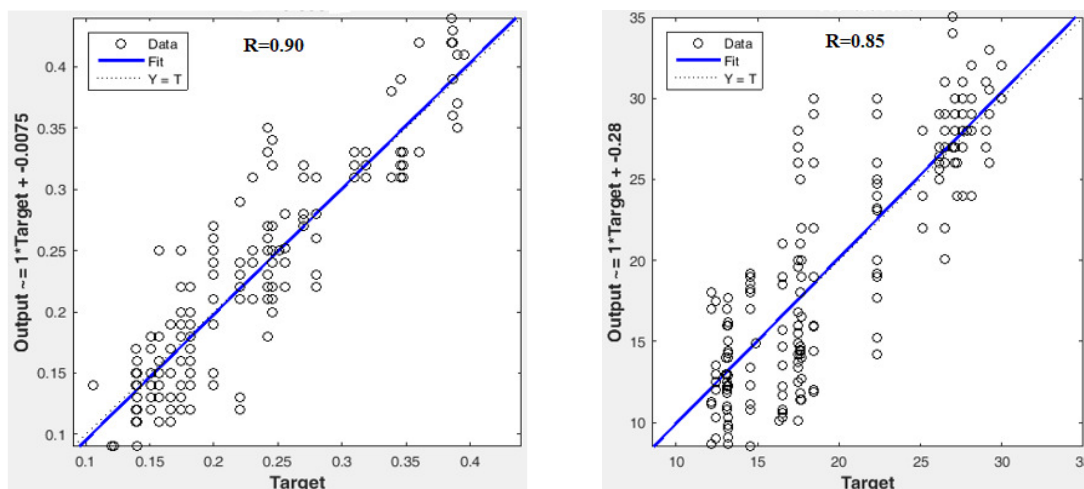 Data
Fit
Y = T
R=0.90
0.4
0.35
0.3
0.25
0.2
0.15
0.1
0.1 0.15 0.2 0.25 0.3 0.35 0.4
Target
Output ~= 1*Target + -0.0075
Data
Fit
Y = T
R=0.85
35
30
25
20
15
10
10 15 20 25 30 35
Target
Output ~= 1*Target + -0.28